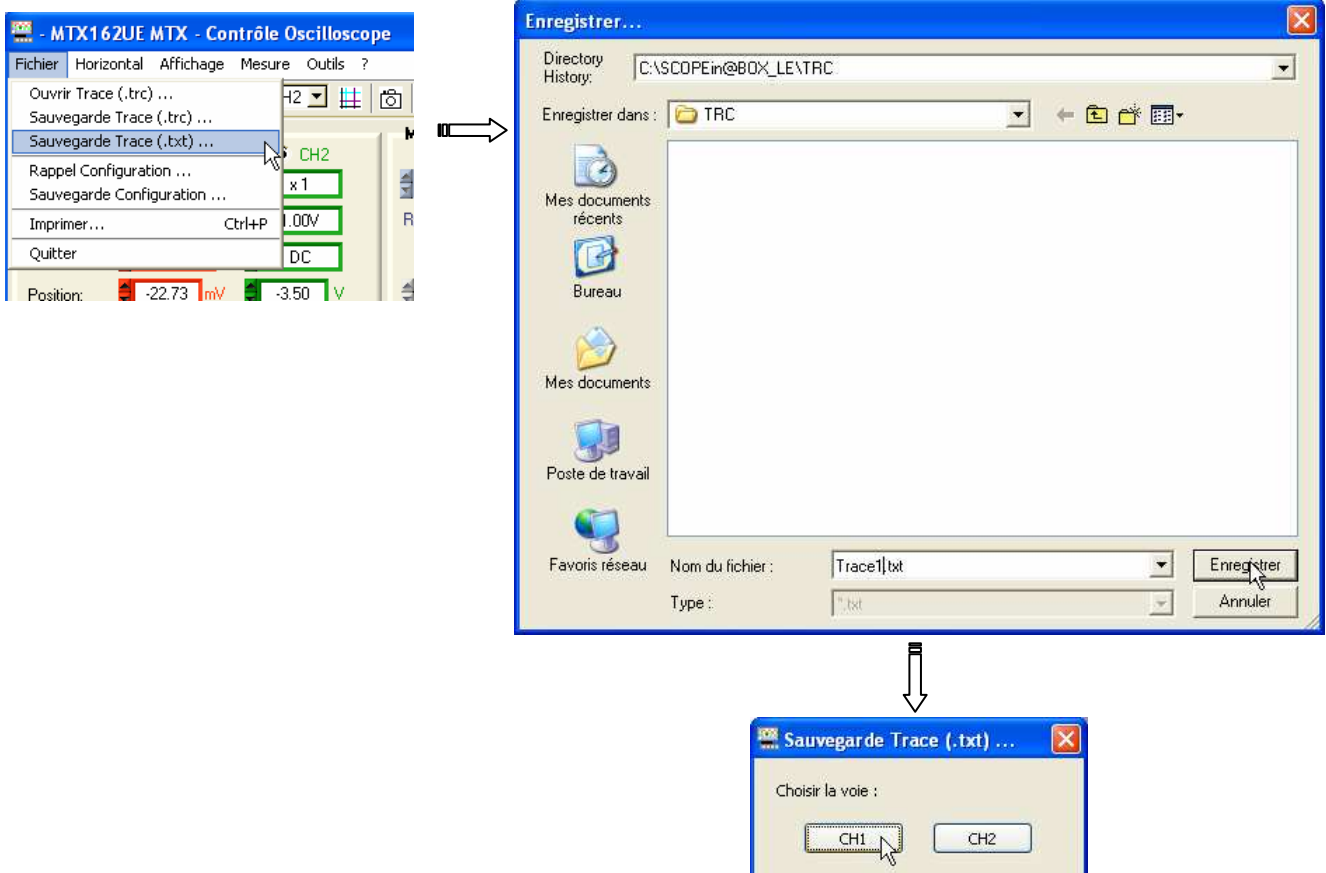 - MTX162UE MTX - Contrôle Oscilloscope
Fichier Horizontal Affichage Mesure Outils ?
Ouvrir Trace (.trc) ...
Sauvegarde Trace (.trc) ...
Sauvegarde Trace (.txt) ...
Rappel Configuration ...
Sauvegarde Configuration ...
Imprimer... Ctrl+P
Quitter
CH2
x 1
DC
Position: -22.73 mV -3.50 V
Enregistrer...
Directory History: C:\SCOPEin@BOX_LE\TRC
Enregistrer dans : TRC
Mes documents récents
Bureau
Mes documents
Poste de travail
Favoris réseau
Nom du fichier : Trace1.txt Enregistrer
Type : *.txt Annuler
Sauvegarde Trace (.txt) ...
Choisir la voie :
CH1 CH2